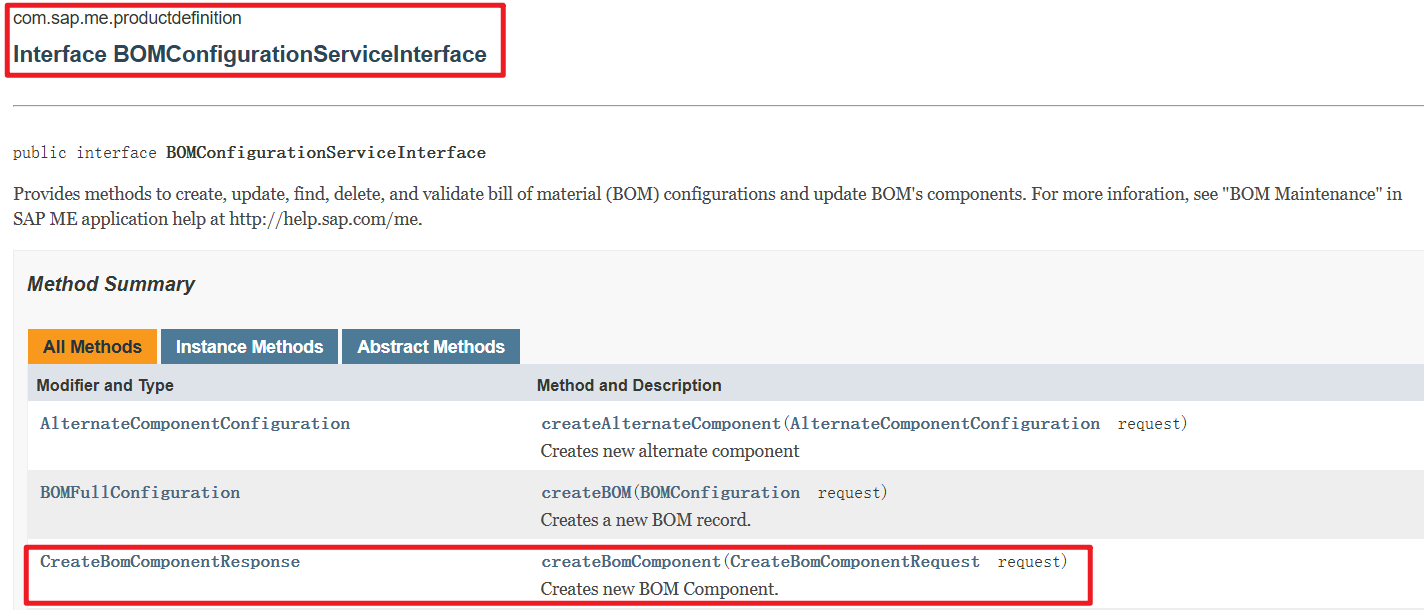 com.sap.me.productdefinition
Interface BOMConfigurationServiceInterface
public interface BOMConfigurationServiceInterface
Provides methods to create, update, find, delete, and validate bill of material (BOM) configurations and update BOM's components. For more inforation, see "BOM Maintenance" in
SAP ME application help at http://help.sap.com/me.
Method Summary
All Methods Instance Methods Abstract Methods
Modifier and Type Method and Description
AlternateComponentConfiguration createAlternateComponent(AlternateComponentConfiguration request)
Creates new alternate component
BOMFullConfiguration createBOM(BOMConfiguration request)
Creates a new BOM record.
CreateBomComponentResponse createBomComponent(CreateBomComponentRequest request)
Creates new BOM Component.